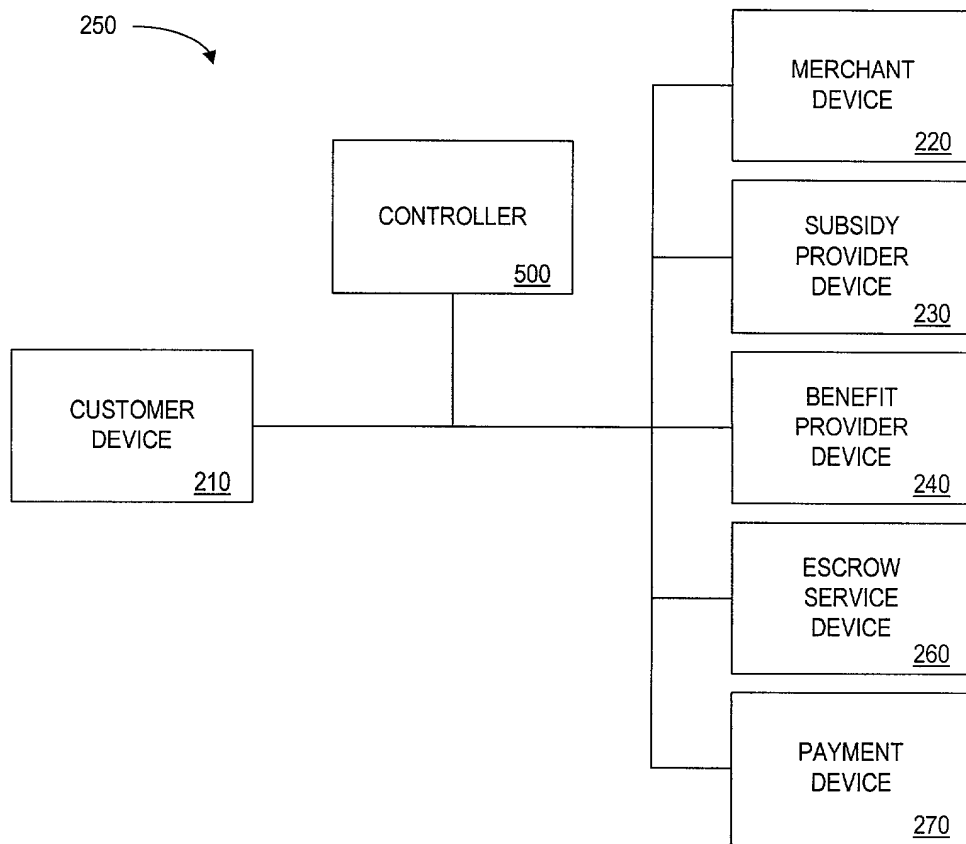 250
MERCHANT
DEVICE
220
CONTROLLER
500
SUBSIDY
PROVIDER
DEVICE
230
CUSTOMER
DEVICE
210
BENEFIT
PROVIDER
DEVICE
240
ESCROW
SERVICE
DEVICE
260
PAYMENT
DEVICE
270